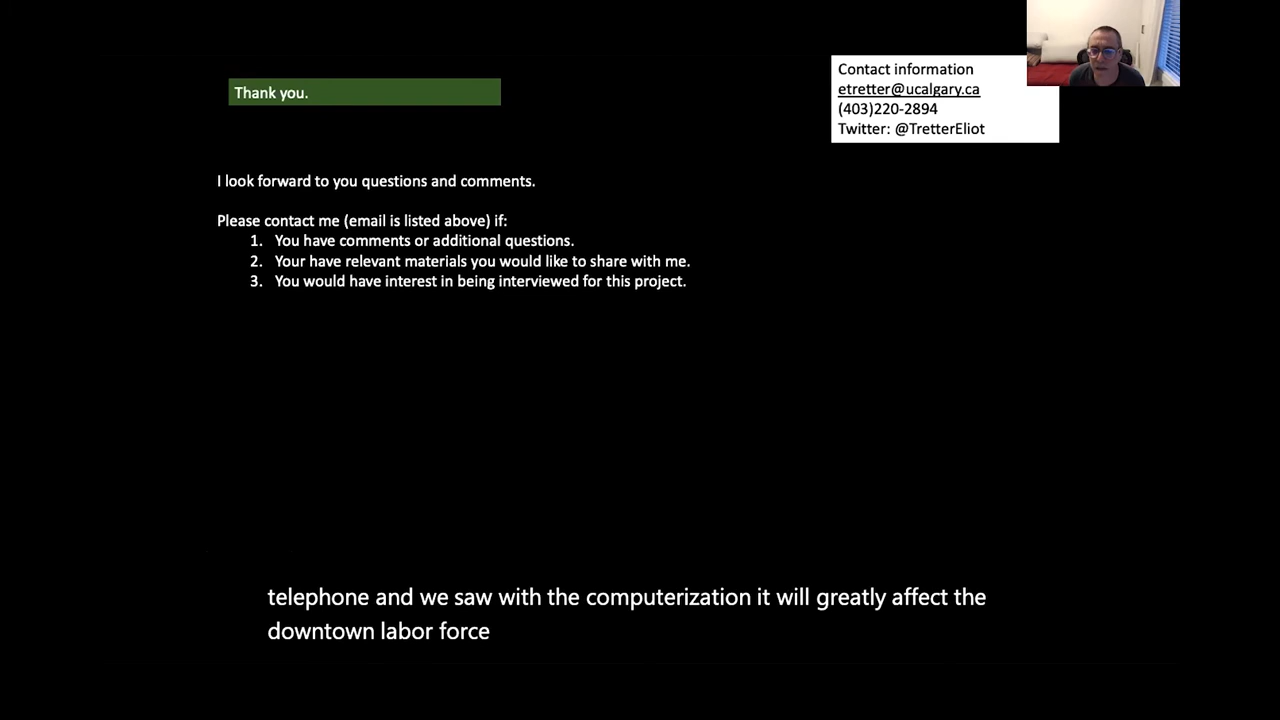 Thank you.
Contact information
etretter@ucalgary.ca
(403)220-2894
Twitter: @TretterEliot
I look forward to you questions and comments.
Please contact me (email is listed above) if:
1. You have comments or additional questions.
2. Your have relevant materials you would like to share with me.
3. You would have interest in being interviewed for this project.
telephone and we saw with the computerization it will greatly affect the
downtown labor force